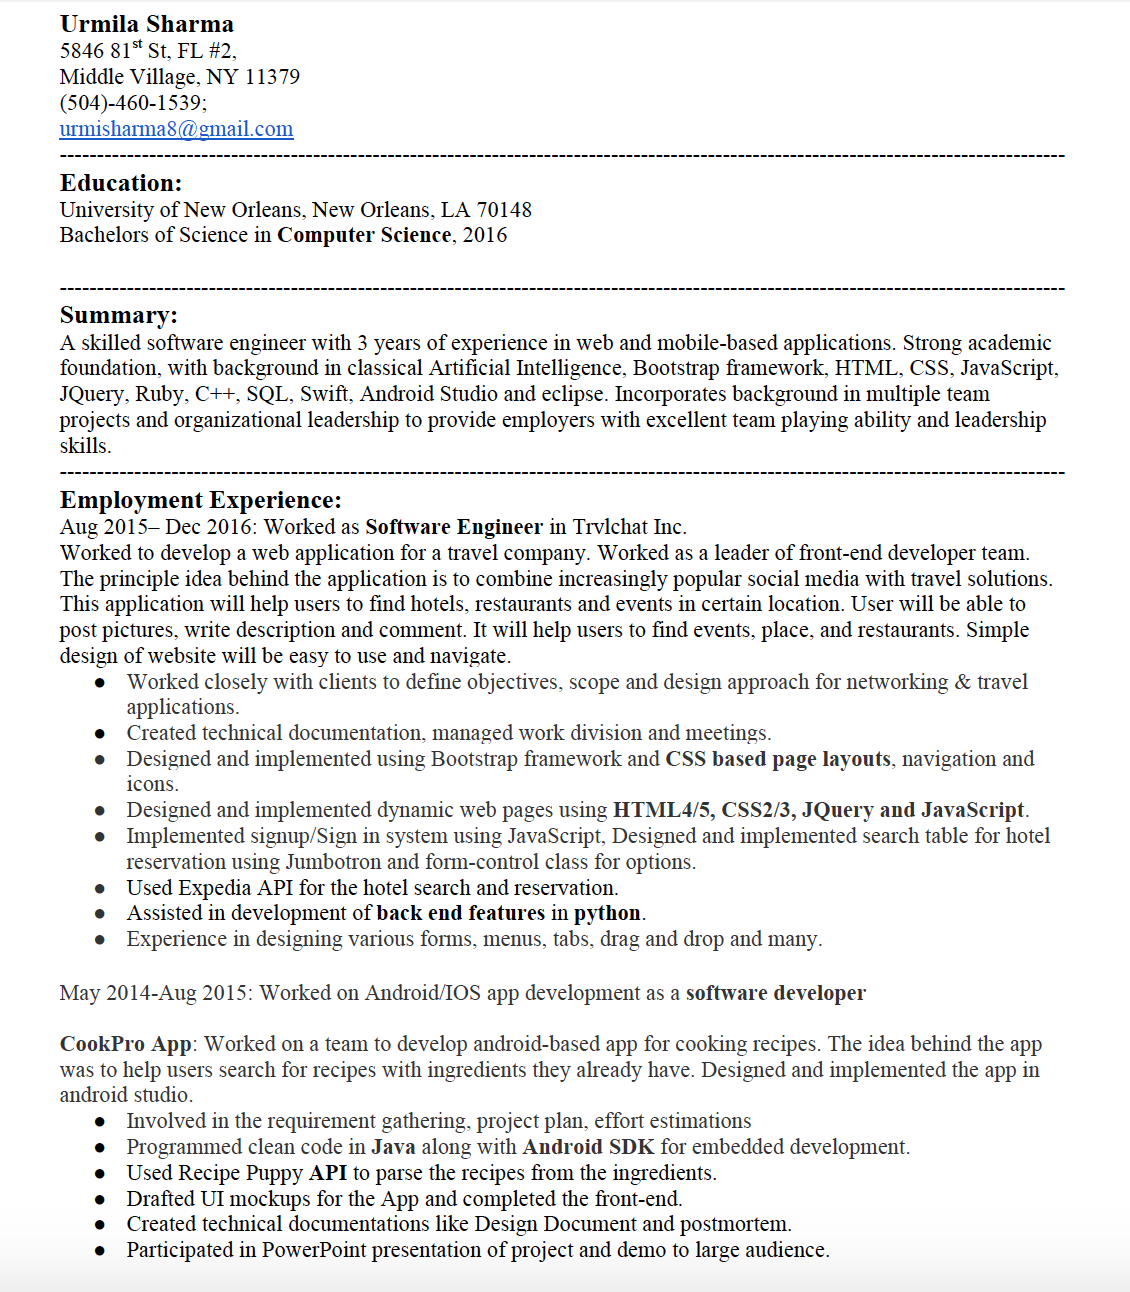 Urmila Sharma
5846 81st St, FL #2,
Middle Village, NY 11379
(504)-460-1539;
urmisharma8@gmail.com
Education:
University of New Orleans, New Orleans, LA 70148
Bachelors of Science in Computer Science, 2016
Summary:
A skilled software engineer with 3 years of experience in web and mobile-based applications. Strong academic
foundation, with background in classical Artificial Intelligence, Bootstrap framework, HTML, CSS, JavaScript,
JQuery, Ruby, C++, SQL, Swift, Android Studio and eclipse. Incorporates background in multiple team
projects and organizational leadership to provide employers with excellent team playing ability and leadership
skills.
Employment Experience:
Aug 2015– Dec 2016: Worked as Software Engineer in Trvlchat Inc.
Worked to develop a web application for a travel company. Worked as a leader of front-end developer team.
The principle idea behind the application is to combine increasingly popular social media with travel solutions.
This application will help users to find hotels, restaurants and events in certain location. User will be able to
post pictures, write description and comment. It will help users to find events, place, and restaurants. Simple
design of website will be easy to use and navigate.
● Worked closely with clients to define objectives, scope and design approach for networking & travel
applications.
● Created technical documentation, managed work division and meetings.
● Designed and implemented using Bootstrap framework and CSS based page layouts, navigation and
icons.
● Designed and implemented dynamic web pages using HTML4/5, CSS2/3, JQuery and JavaScript.
● Implemented signup/Sign in system using JavaScript, Designed and implemented search table for hotel
reservation using Jumbotron and form-control class for options.
● Used Expedia API for the hotel search and reservation.
● Assisted in development of back end features in python.
● Experience in designing various forms, menus, tabs, drag and drop and many.
May 2014-Aug 2015: Worked on Android/IOS app development as a software developer
CookPro App: Worked on a team to develop android-based app for cooking recipes. The idea behind the app
was to help users search for recipes with ingredients they already have. Designed and implemented the app in
android studio.
● Involved in the requirement gathering, project plan, effort estimations
● Programmed clean code in Java along with Android SDK for embedded development.
● Used Recipe Puppy API to parse the recipes from the ingredients.
● Drafted UI mockups for the App and completed the front-end.
● Created technical documentations like Design Document and postmortem.
● Participated in PowerPoint presentation of project and demo to large audience.